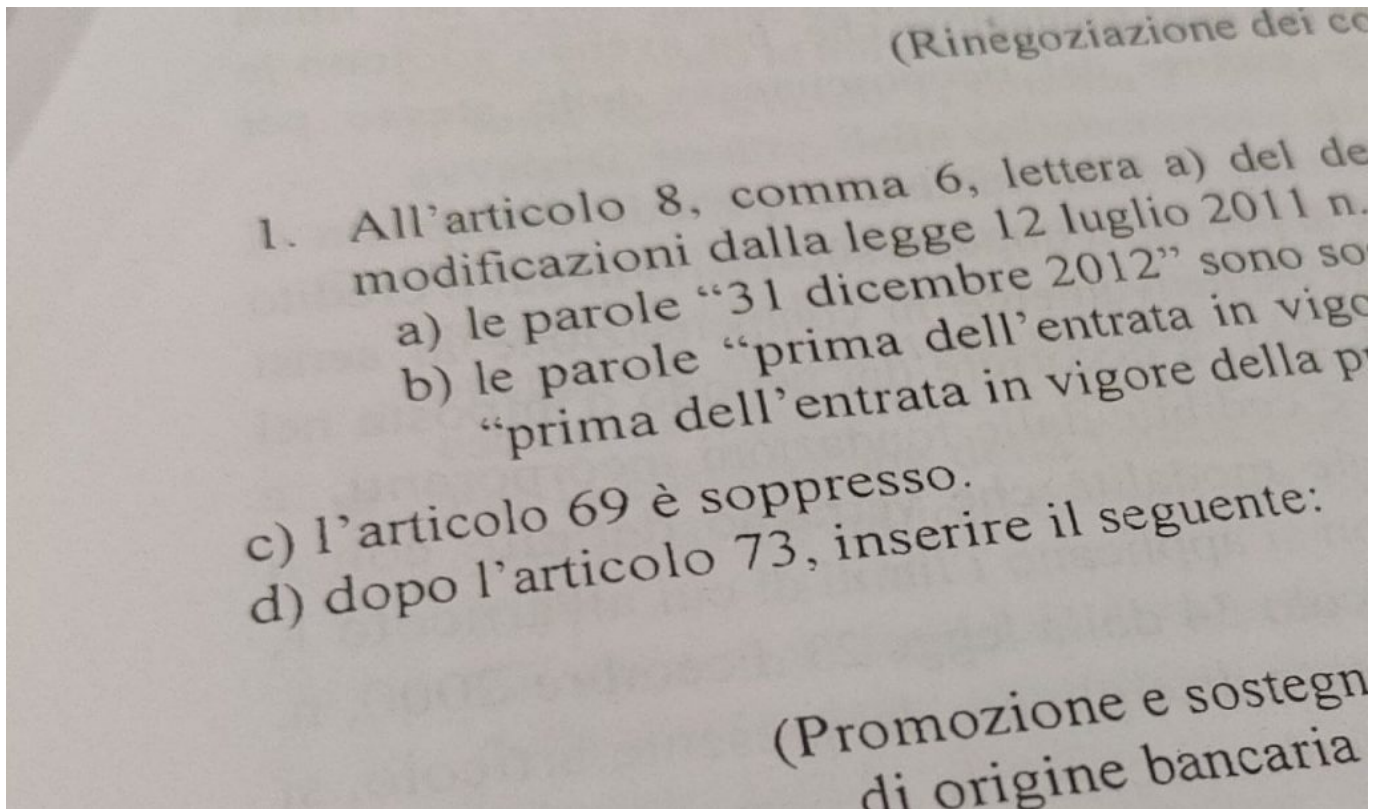 (Rinegoziazione dei
1. All’articolo 8, comma 6, lettera a) del
modificazioni dalla legge 12 luglio 2011 n.
a) le parole “31 dicembre 2012” sono
b) le parole “prima dell’entrata in
“prima dell’entrata in vigore della
c) l’articolo 69 è soppresso.
d) dopo l’articolo 73, inserire il seguente:
(Promozione e
di origine bancaria